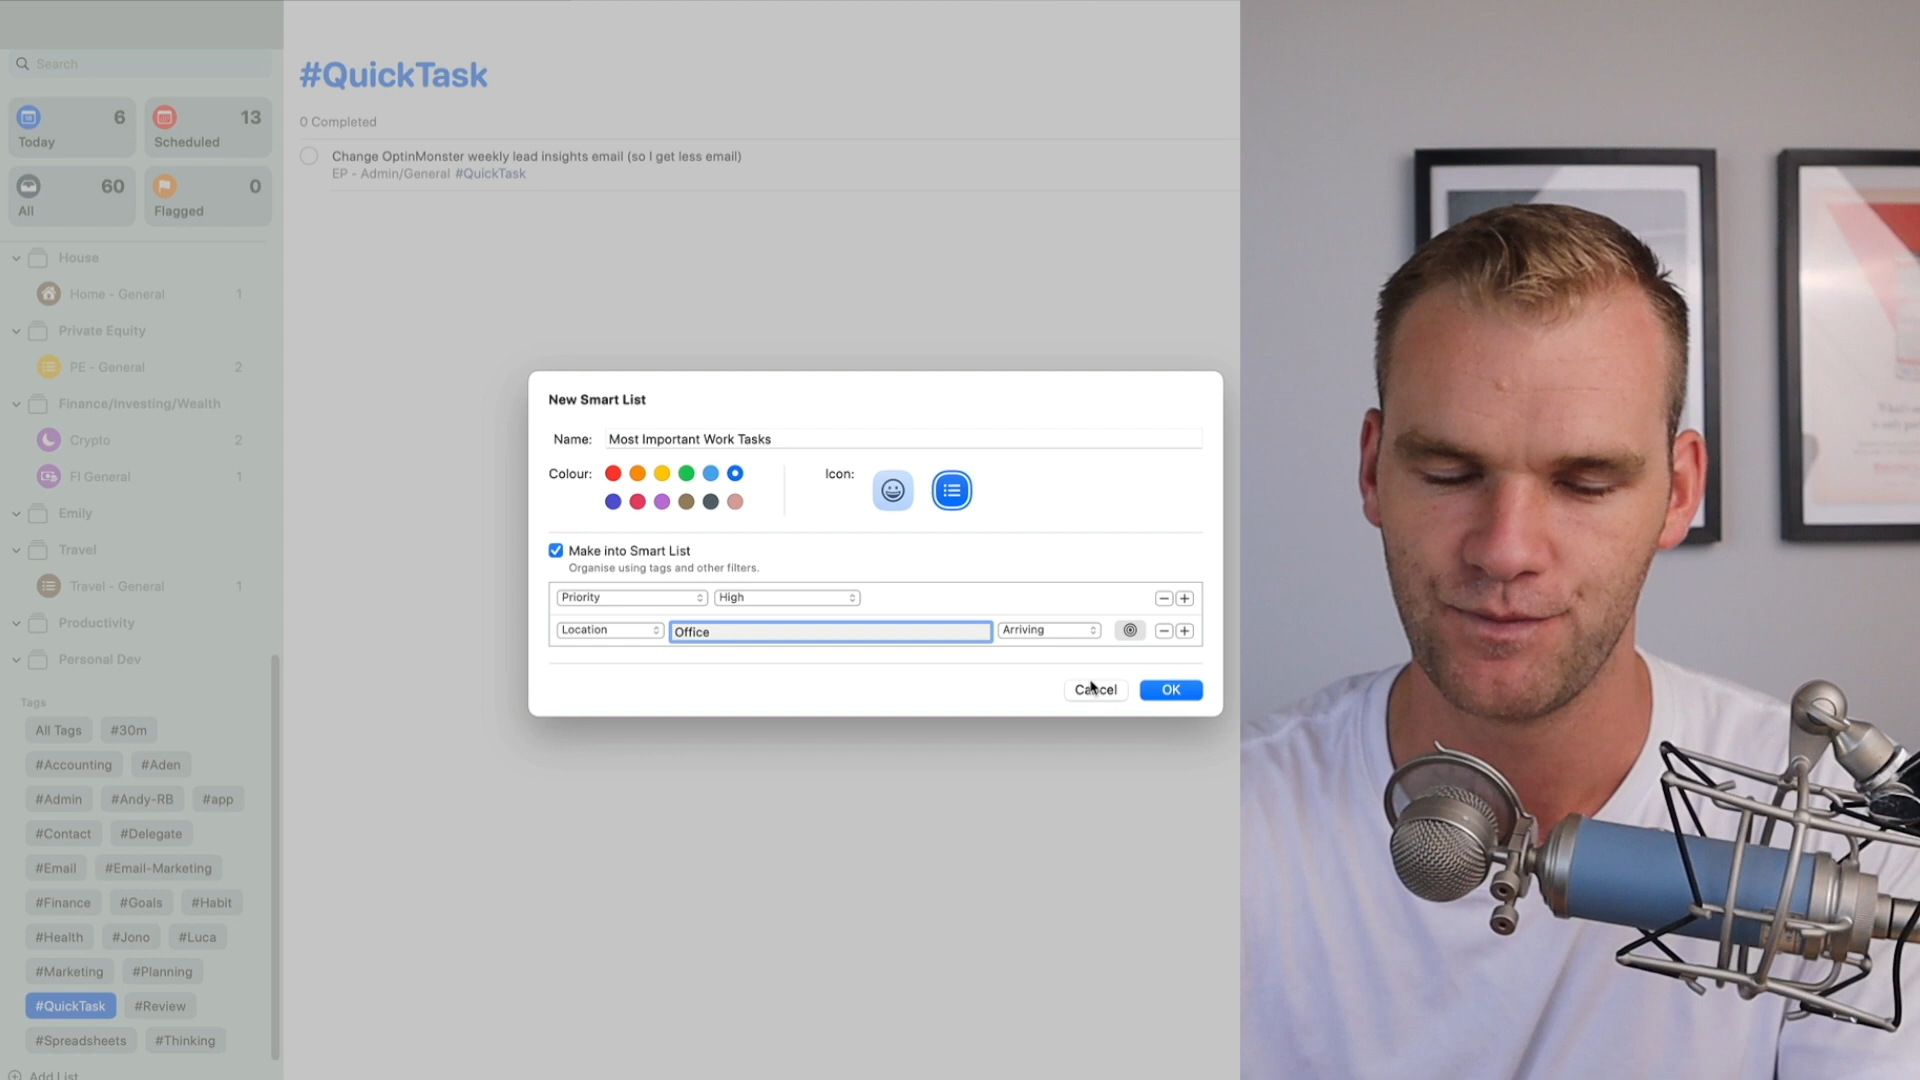 Search
6
Today
13
Scheduled
60
All
0
Flagged
House
Home - General 1
Private Equity
PE - General 2
Finance/Investing/Wealth
Crypto 2
FI General 1
Emily
Travel
Travel - General 1
Productivity
Personal Dev
Tags
All Tags #30m
#Accounting #Aden
#Admin #Andy-RB #app
#Contact #Delegate
#Email #Email-Marketing
#Finance #Goals #Habit
#Health #Jono #Luca
#Marketing #Planning
#QuickTask #Review
#Spreadsheets #Thinking
Add List
#QuickTask
0 Completed
Change OptinMonster weekly lead insights email (so I get less email)
EP - Admin/General #QuickTask
New Smart List
Name: Most Important Work Tasks
Colour: Icon:
Make into Smart List
Organise using tags and other filters.
Priority High
Location Office Arriving
Cancel OK